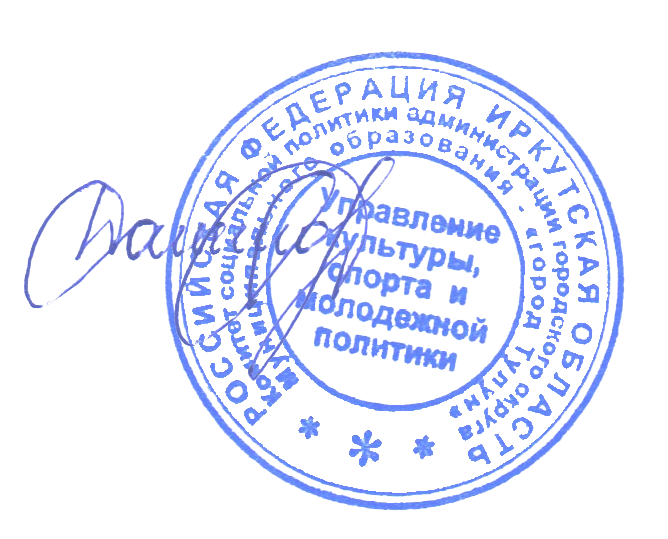 РОССИЙСКАЯ ФЕДЕРАЦИЯ ИРКУТСКАЯ ОБЛАСТЬ
Комитет социальной политики администрации городского округа
муниципального образования - «город Тулун»
Управление
культуры,
спорта и
молодежной
политики